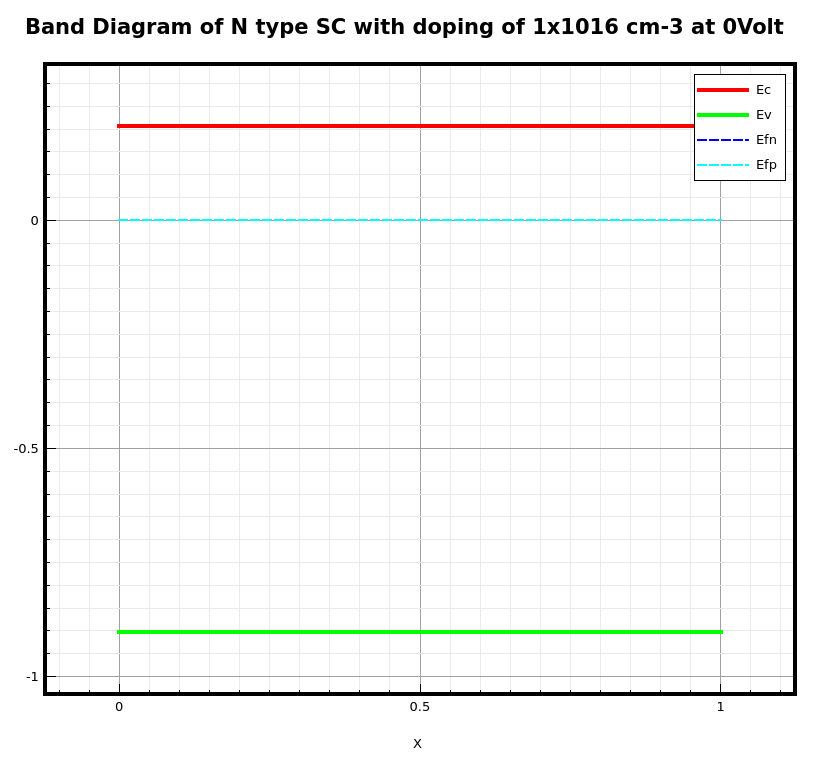 Band Diagram of N type SC with doping of 1x1016 cm-3 at 0Volt
Ec
Ev
Efn
Efp
0
-0.5
-1
0 0.5 1
X